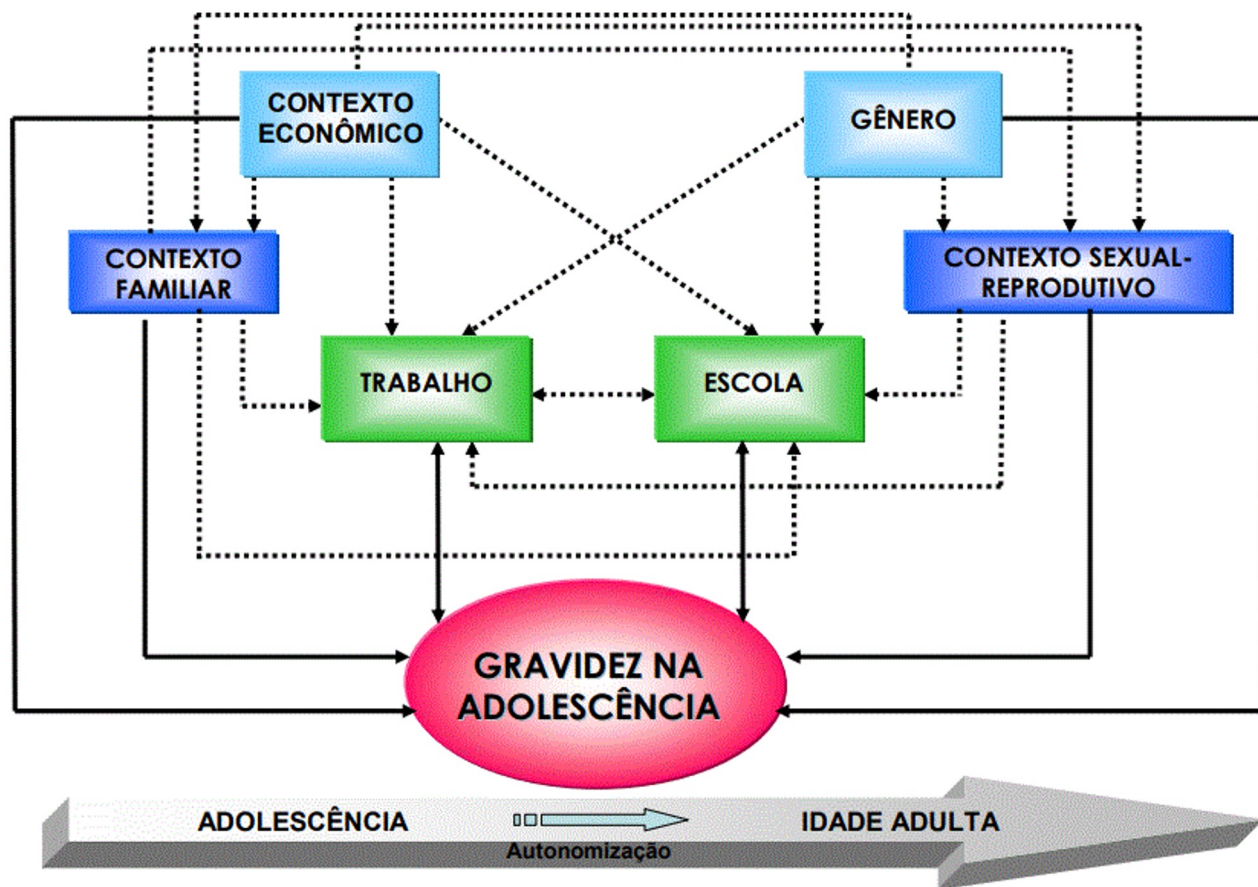 CONTEXTO
ECONÔMICO
GÊNERO
CONTEXTO
FAMILIAR
CONTEXTO SEXUAL-
REPRODUTIVO
TRABALHO
ESCOLA
GRAVIDEZ NA
ADOLESCÊNCIA
ADOLESCÊNCIA
IDADE ADULTA
Autonomização